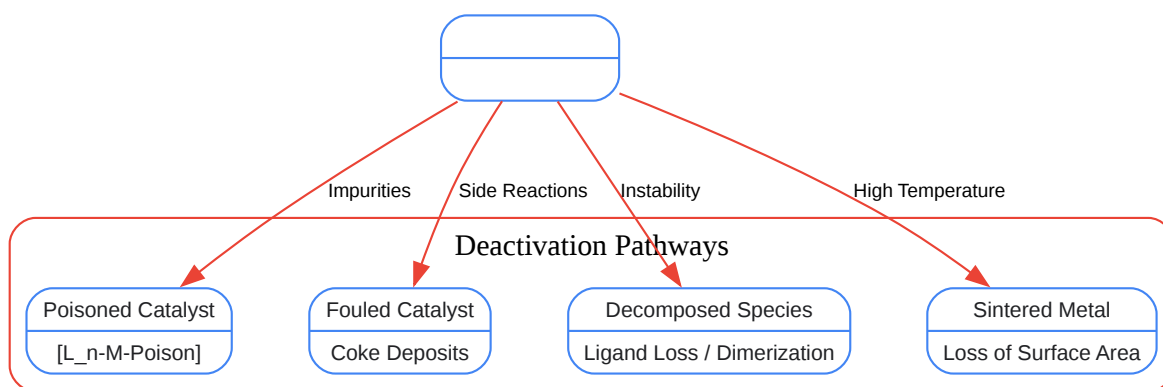 Impurities
Side Reactions
Instability
High Temperature
Deactivation Pathways
Poisoned Catalyst
[L_n-M-Poison]
Fouled Catalyst
Coke Deposits
Decomposed Species
Ligand Loss / Dimerization
Sintered Metal
Loss of Surface Area